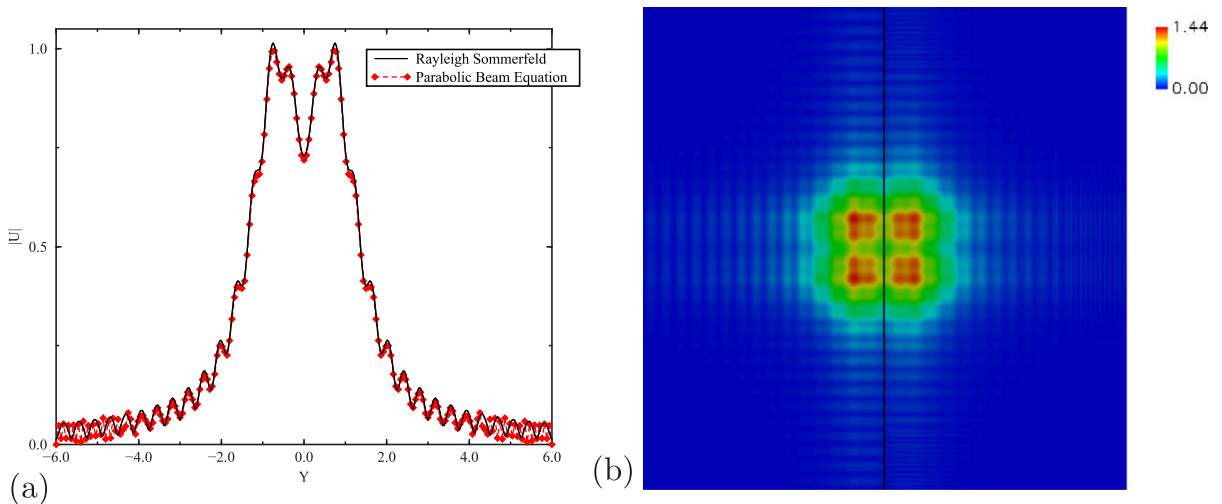 1.0
Rayleigh Sommerfeld
Parabolic Beam Equation
|U|
0.5
0.0
-6.0 -4.0 -2.0 0.0 2.0 4.0 6.0
Y
(a)
1.44
0.00
(b)